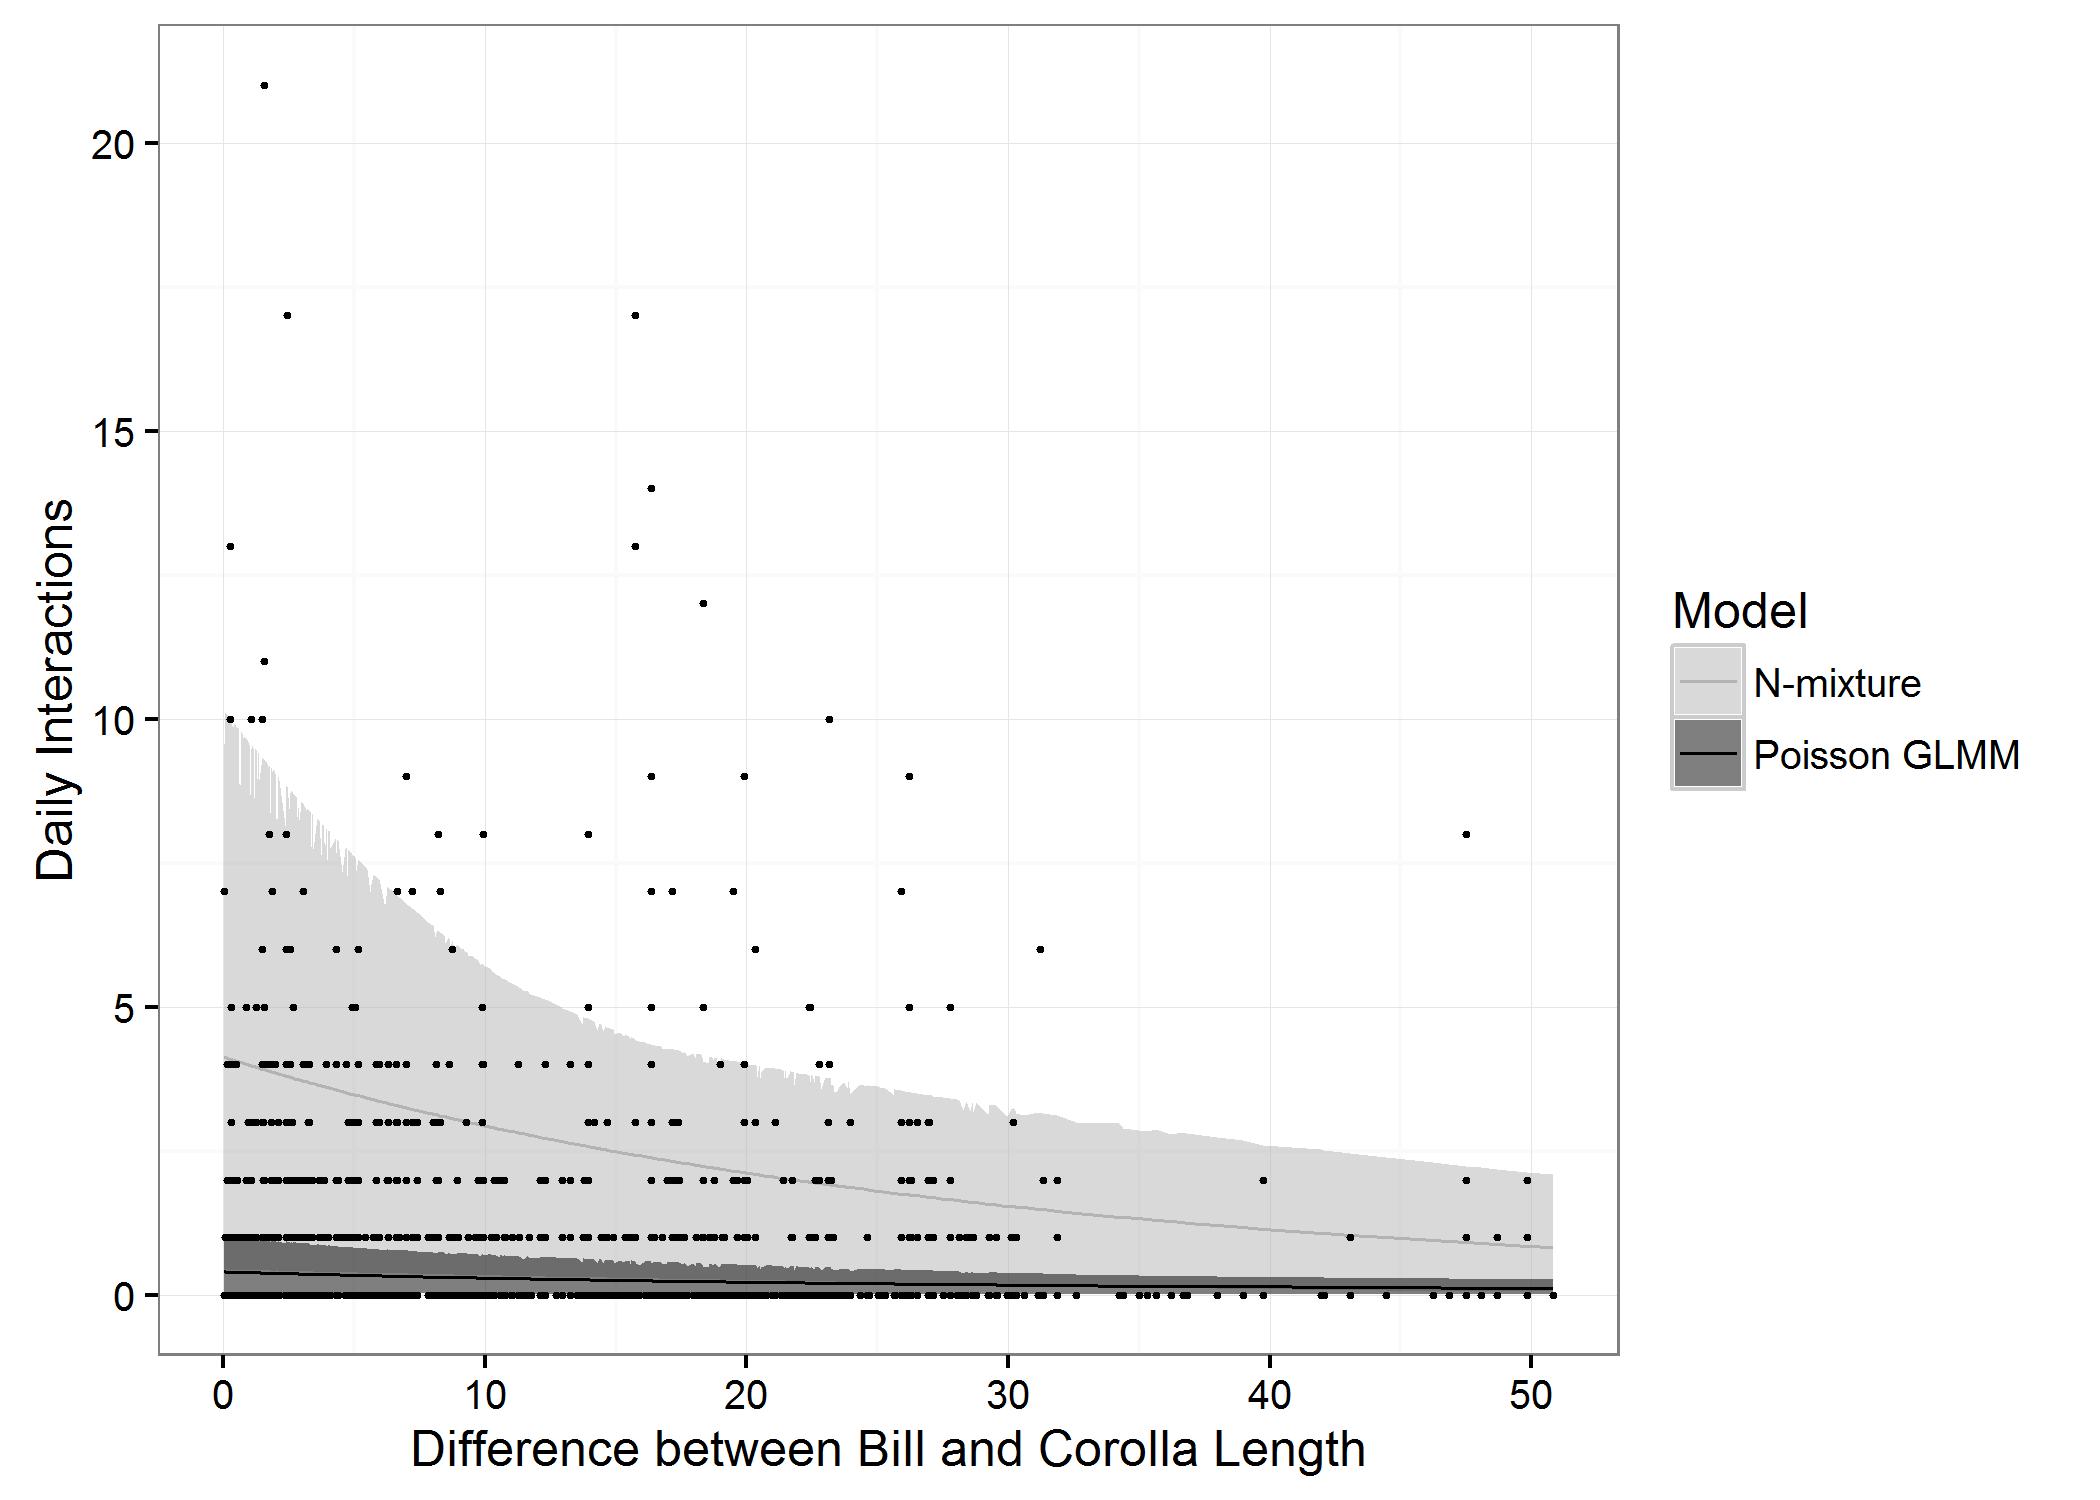 Daily Interactions
20
15
10
5
0
0 10 20 30 40 50
Difference between Bill and Corolla Length
Model
N-mixture
Poisson GLMM